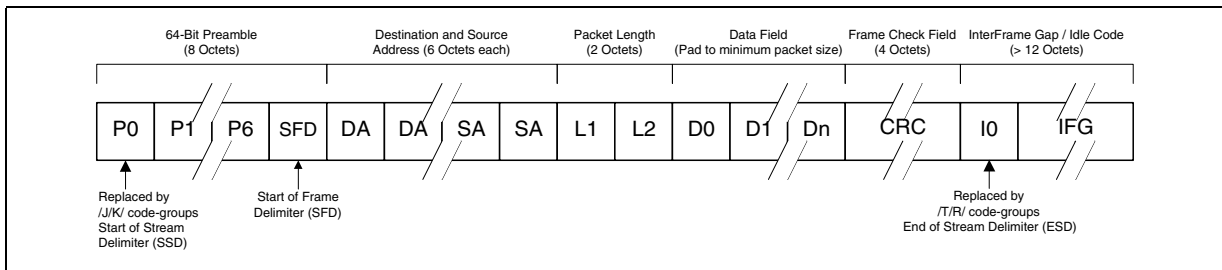 64-Bit Preamble
(8 Octets)
Destination and Source
Address (6 Octets each)
Packet Length
(2 Octets)
Data Field
(Pad to minimum packet size)
Frame Check Field
(4 Octets)
InterFrame Gap / Idle Code
(> 12 Octets)
P0 P1 P6 SFD DA DA SA SA L1 L2 D0 D1 Dn CRC I0 IFG
Replaced by
/J/K/ code-groups
Start of Stream
Delimiter (SSD)
Start of Frame
Delimiter (SFD)
Replaced by
/T/R/ code-groups
End of Stream Delimiter (ESD)